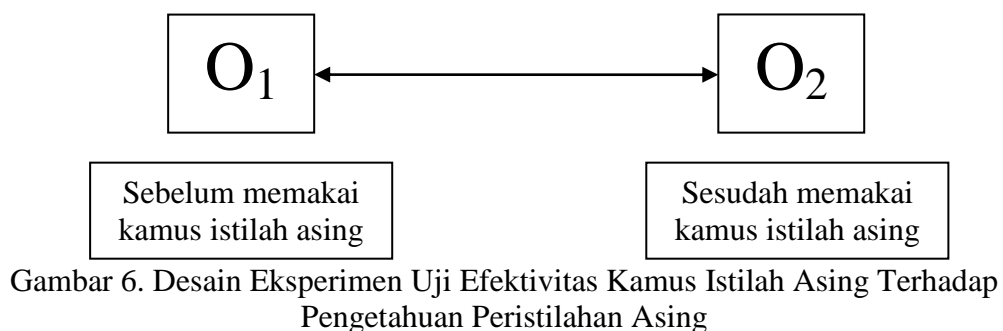 O₁
O₂
Sebelum memakai
kamus istilah asing
Sesudah memakai
kamus istilah asing
Gambar 6. Desain Eksperimen Uji Efektivitas Kamus Istilah Asing Terhadap
Pengetahuan Peristilahan Asing